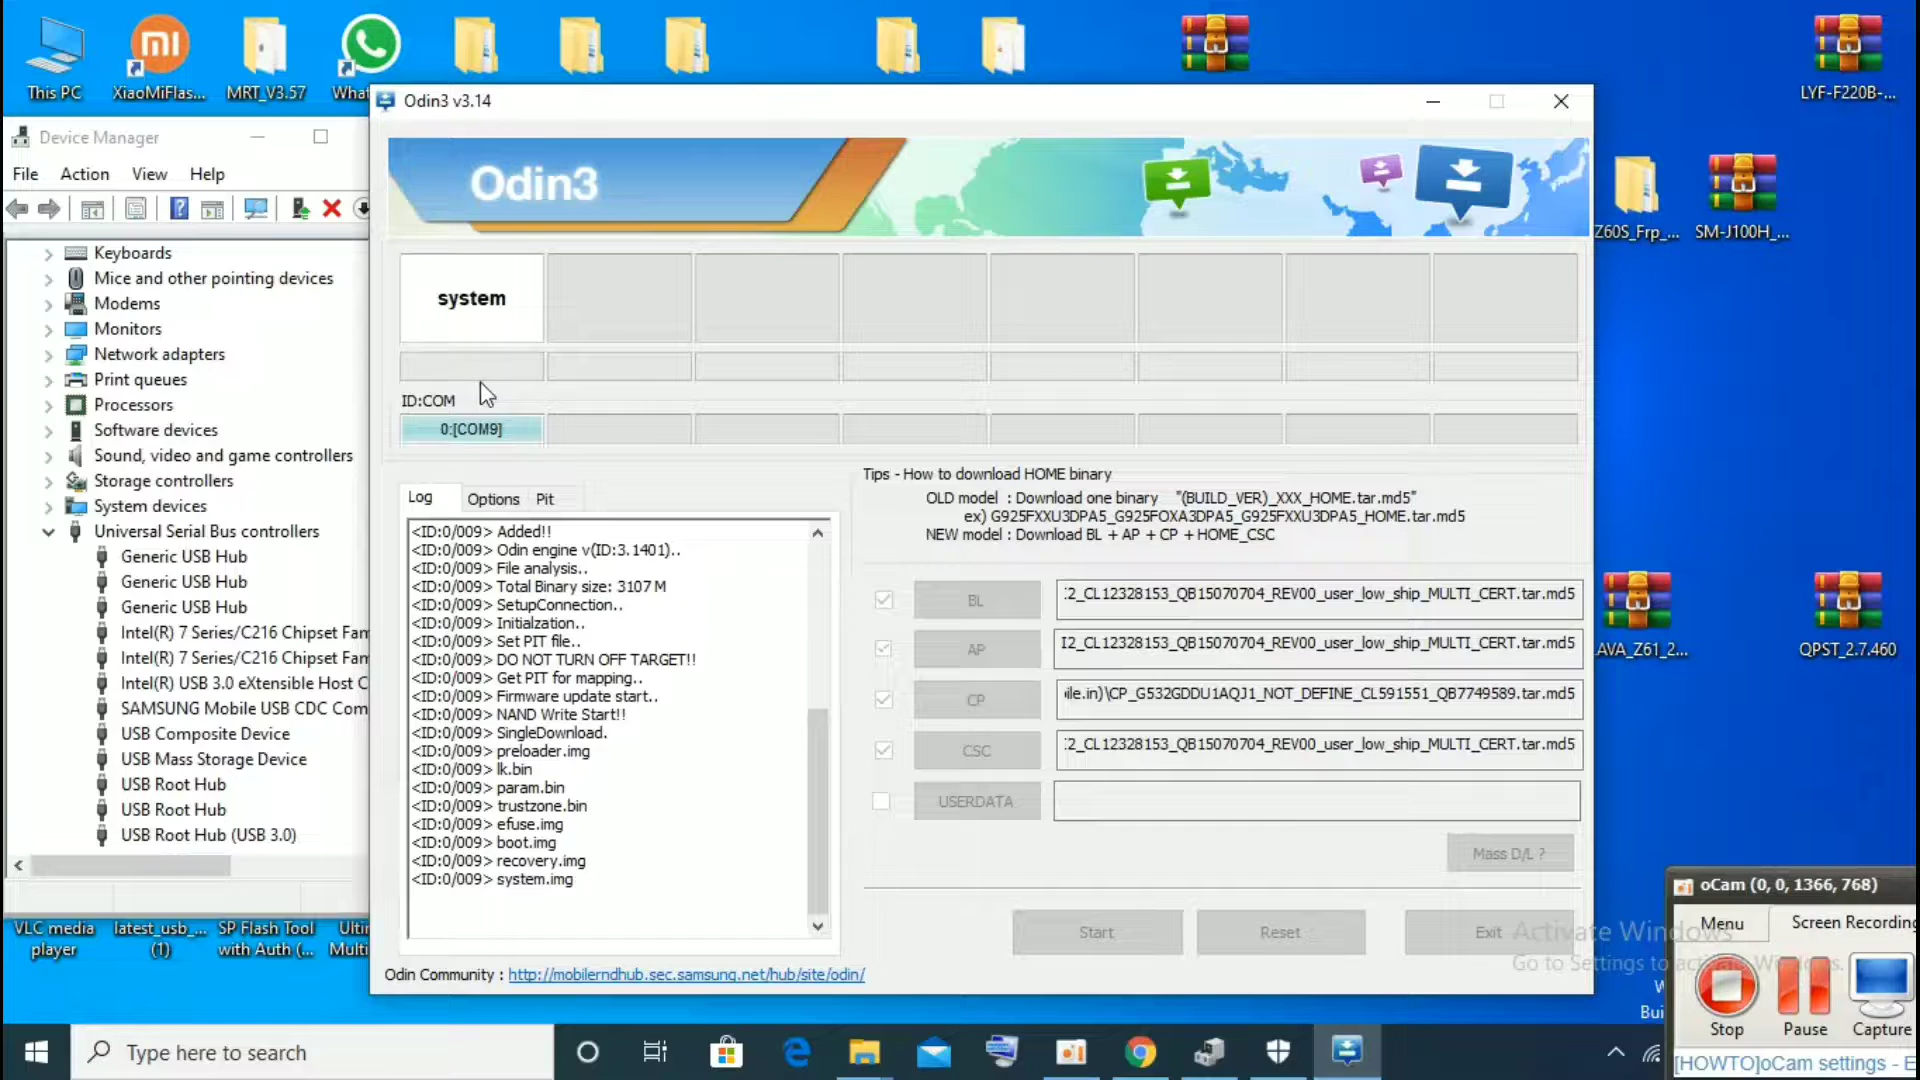 This PC
XiaoMiFlas...
MRT_V3.57
What
LYF-F220B-...
Device Manager
File Action View Help
Keyboards
Mice and other pointing devices
Modems
Monitors
Network adapters
Print queues
Processors
Software devices
Sound, video and game controllers
Storage controllers
System devices
Universal Serial Bus controllers
Generic USB Hub
Generic USB Hub
Generic USB Hub
Intel(R) 7 Series/C216 Chipset Fam
Intel(R) 7 Series/C216 Chipset Fam
Intel(R) USB 3.0 eXtensible Host C
SAMSUNG Mobile USB CDC Com
USB Composite Device
USB Mass Storage Device
USB Root Hub
USB Root Hub
USB Root Hub (USB 3.0)
Odin3 v3.14
Odin3
system
ID:COM
0:[COM9]
Log Options Pit
<ID:0/009> Added!!
<ID:0/009> Odin engine v(ID:3.1401)..
<ID:0/009> File analysis..
<ID:0/009> Total Binary size: 3107 M
<ID:0/009> SetupConnection..
<ID:0/009> Initialzation..
<ID:0/009> Set PIT file..
<ID:0/009> DO NOT TURN OFF TARGET!!
<ID:0/009> Get PIT for mapping..
<ID:0/009> Firmware update start..
<ID:0/009> NAND Write Start!!
<ID:0/009> SingleDownload.
<ID:0/009> preloader.img
<ID:0/009> lk.bin
<ID:0/009> param.bin
<ID:0/009> trustzone.bin
<ID:0/009> efuse.img
<ID:0/009> boot.img
<ID:0/009> recovery.img
<ID:0/009> system.img
Tips - How to download HOME binary
OLD model : Download one binary "(BUILD_VER)_XXX_HOME.tar.md5"
ex) G925FXXU3DPA5_G925FOXA3DPA5_G925FXXU3DPA5_HOME.tar.md5
NEW model : Download BL + AP + CP + HOME_CSC
BL
2_CL12328153_QB15070704_REV00_user_low_ship_MULTI_CERT.tar.md5
AP
I2_CL12328153_QB15070704_REV00_user_low_ship_MULTI_CERT.tar.md5
CP
ile.in)\CP_G532GDDU1AQJ1_NOT_DEFINE_CL591551_QB7749589.tar.md5
CSC
2_CL12328153_QB15070704_REV00_user_low_ship_MULTI_CERT.tar.md5
USERDATA
Mass D/L ?
Start
Reset
Exit
Odin Community : http://mobilerndhub.sec.samsung.net/hub/site/odin/
Z60S_Frp_...
SM-J100H_...
AVA_Z61_2...
QPST_2.7.460
VLC media
player
latest_usb_...
(1)
SP Flash Tool
with Auth (...
Ulti
Multi
Activate Windows
Go to Settings to activate Windows.
Bui
oCam (0, 0, 1366, 768)
Menu
Screen Recording
Stop
Pause
Capture
[HOWTO]oCam settings - E
Type here to search